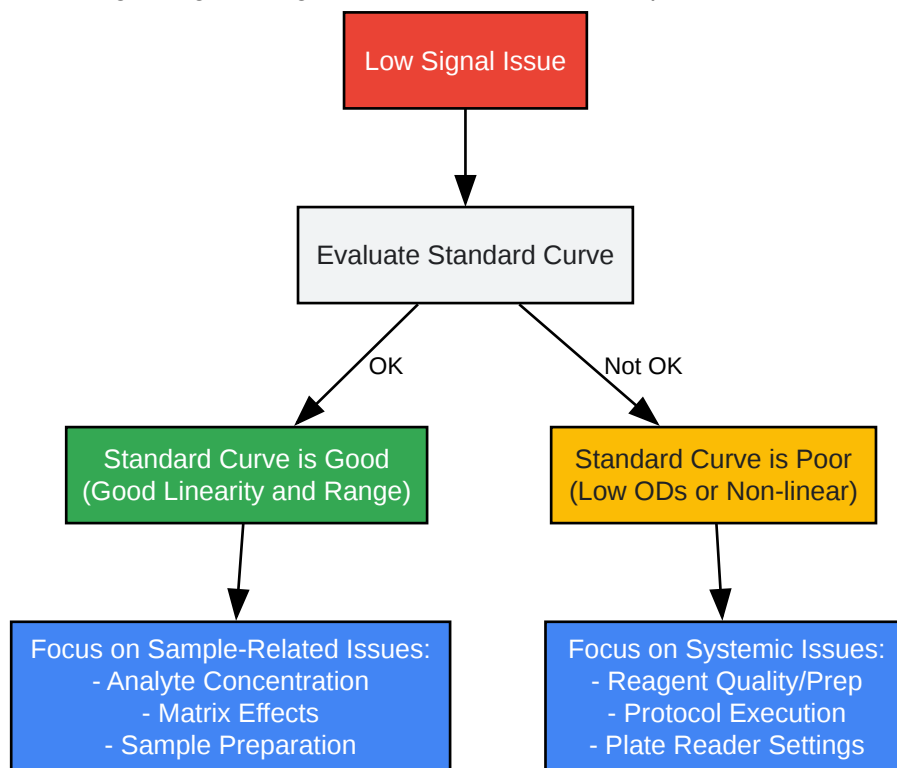 Low Signal Issue
Evaluate Standard Curve
OK
Not OK
Standard Curve is Good
(Good Linearity and Range)
Standard Curve is Poor
(Low ODs or Non-linear)
Focus on Sample-Related Issues:
- Analyte Concentration
- Matrix Effects
- Sample Preparation
Focus on Systemic Issues:
- Reagent Quality/Prep
- Protocol Execution
- Plate Reader Settings